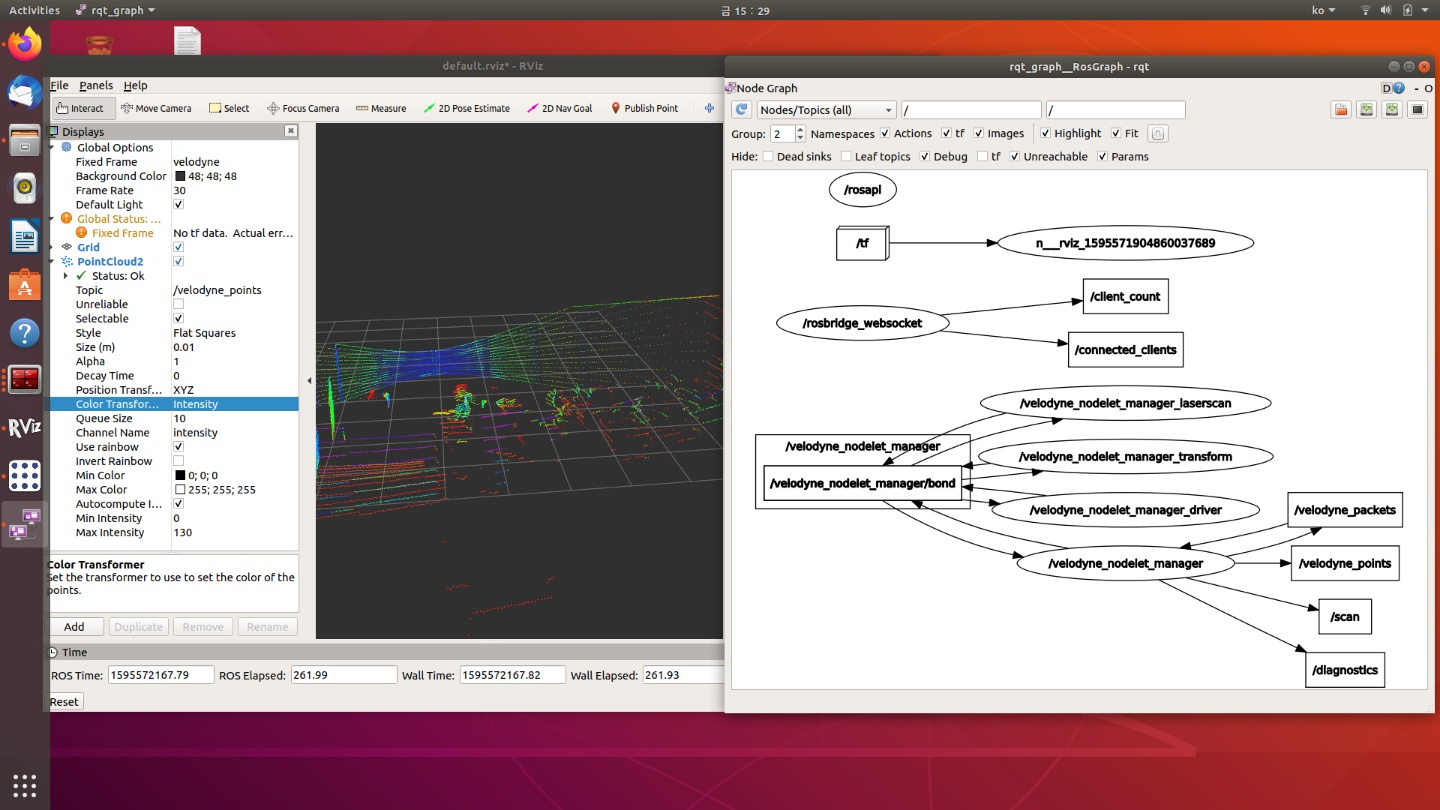 Activities rqt_graph 금 15 : 29 ko
default.rviz* - RViz
File Panels Help
Interact Move Camera Select Focus Camera Measure 2D Pose Estimate 2D Nav Goal Publish Point
Displays
Global Options
Fixed Frame velodyne
Background Color 48; 48; 48
Frame Rate 30
Default Light
Global Status: ...
Fixed Frame No tf data. Actual err...
Grid
PointCloud2
Status: Ok
Topic /velodyne_points
Unreliable
Selectable
Style Flat Squares
Size (m) 0.01
Alpha 1
Decay Time 0
Position Transf... XYZ
Color Transfor... Intensity
Queue Size 10
Channel Name intensity
Use rainbow
Invert Rainbow
Min Color 0; 0; 0
Max Color 255; 255; 255
Autocompute I...
Min Intensity 0
Max Intensity 130
Color Transformer
Set the transformer to use to set the color of the
points.
Add Duplicate Remove Rename
Time
ROS Time: 1595572167.79 ROS Elapsed: 261.99 Wall Time: 1595572167.82 Wall Elapsed: 261.93
Reset
RViz
rqt_graph__RosGraph - rqt
Node Graph D - O
Nodes/Topics (all) / /
Group: 2 Namespaces Actions tf Images Highlight Fit
Hide: Dead sinks Leaf topics Debug tf Unreachable Params
/rosapi
/tf n__rviz_1595571904860037689
/client_count
/rosbridge_websocket
/connected_clients
/velodyne_nodelet_manager_laserscan
/velodyne_nodelet_manager
/velodyne_nodelet_manager_transform
/velodyne_nodelet_manager/bond
/velodyne_nodelet_manager_driver
/velodyne_packets
/velodyne_nodelet_manager
/velodyne_points
/scan
/diagnostics